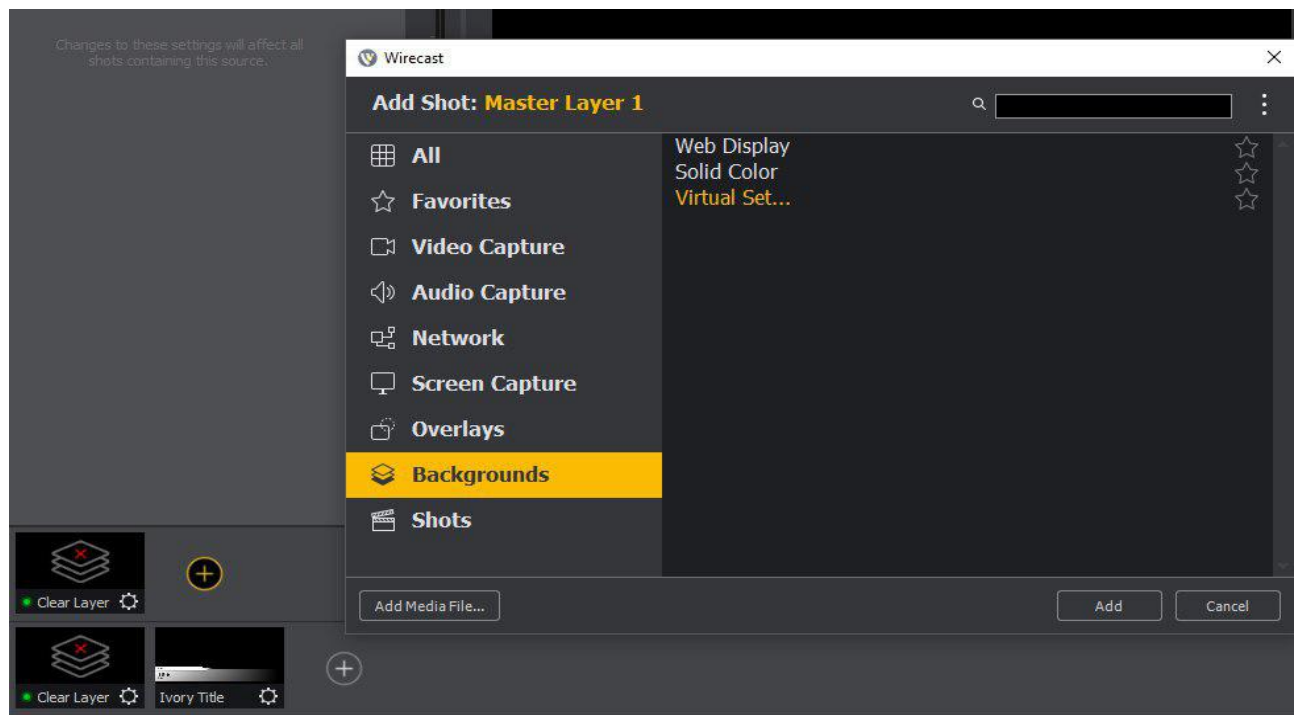 Changes to these settings will affect all
shots containing this source.
Wirecast
Add Shot: Master Layer 1
All
Favorites
Video Capture
Audio Capture
Network
Screen Capture
Overlays
Backgrounds
Shots
Web Display
Solid Color
Virtual Set...
Add Media File...
Add
Cancel
Clear Layer
Clear Layer
Ivory Title